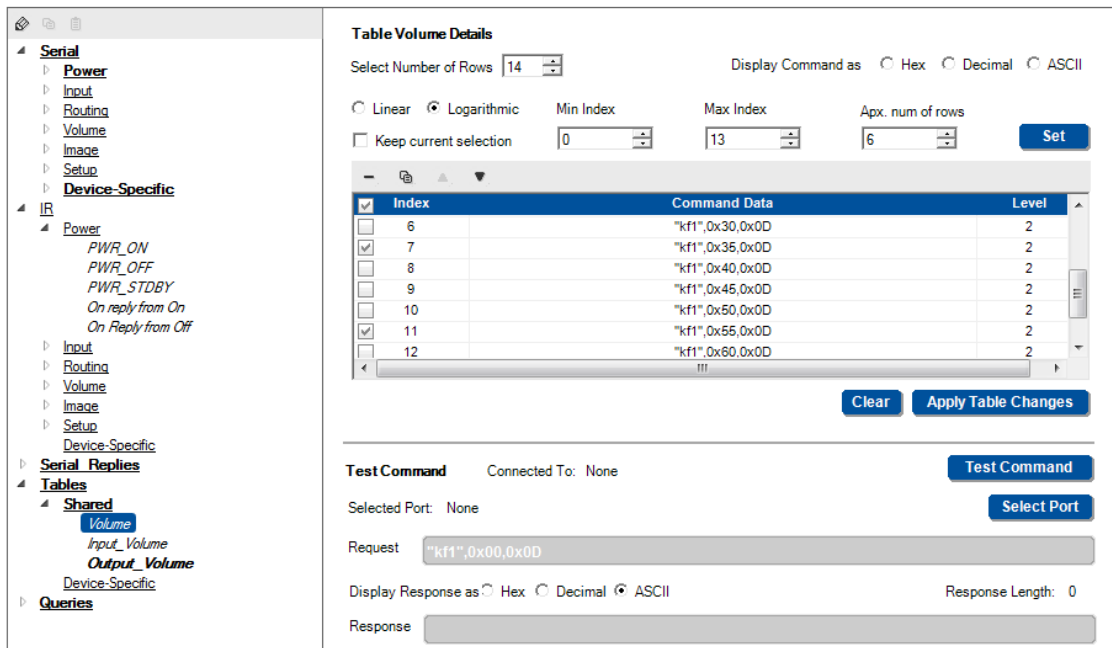 Serial
Power
Input
Routing
Volume
Image
Setup
Device-Specific
IR
Power
PWR_ON
PWR_OFF
PWR_STDBY
On reply from On
On Reply from Off
Input
Routing
Volume
Image
Setup
Device-Specific
Serial_Replies
Tables
Shared
Volume
Input_Volume
Output_Volume
Device-Specific
Queries
Table Volume Details
Select Number of Rows 14 Display Command as Hex Decimal ASCII
Linear Logarithmic Min Index Max Index Apx. num of rows
Keep current selection 0 13 6 Set
Index Command Data Level
6 "kf1",0x30,0x0D 2
7 "kf1",0x35,0x0D 2
8 "kf1",0x40,0x0D 2
9 "kf1",0x45,0x0D 2
10 "kf1",0x50,0x0D 2
11 "kf1",0x55,0x0D 2
12 "kf1",0x60,0x0D 2
Clear Apply Table Changes
Test Command Connected To: None Test Command
Selected Port: None Select Port
Request "kf1",0x00,0x0D
Display Response as Hex Decimal ASCII Response Length: 0
Response